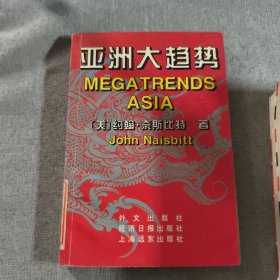 亚洲大趋势
MEGATRENDS
ASIA
〔美〕约翰·奈斯比特 著
John Naisbitt
外文出版社
经济日报出版社
上海远东出版社